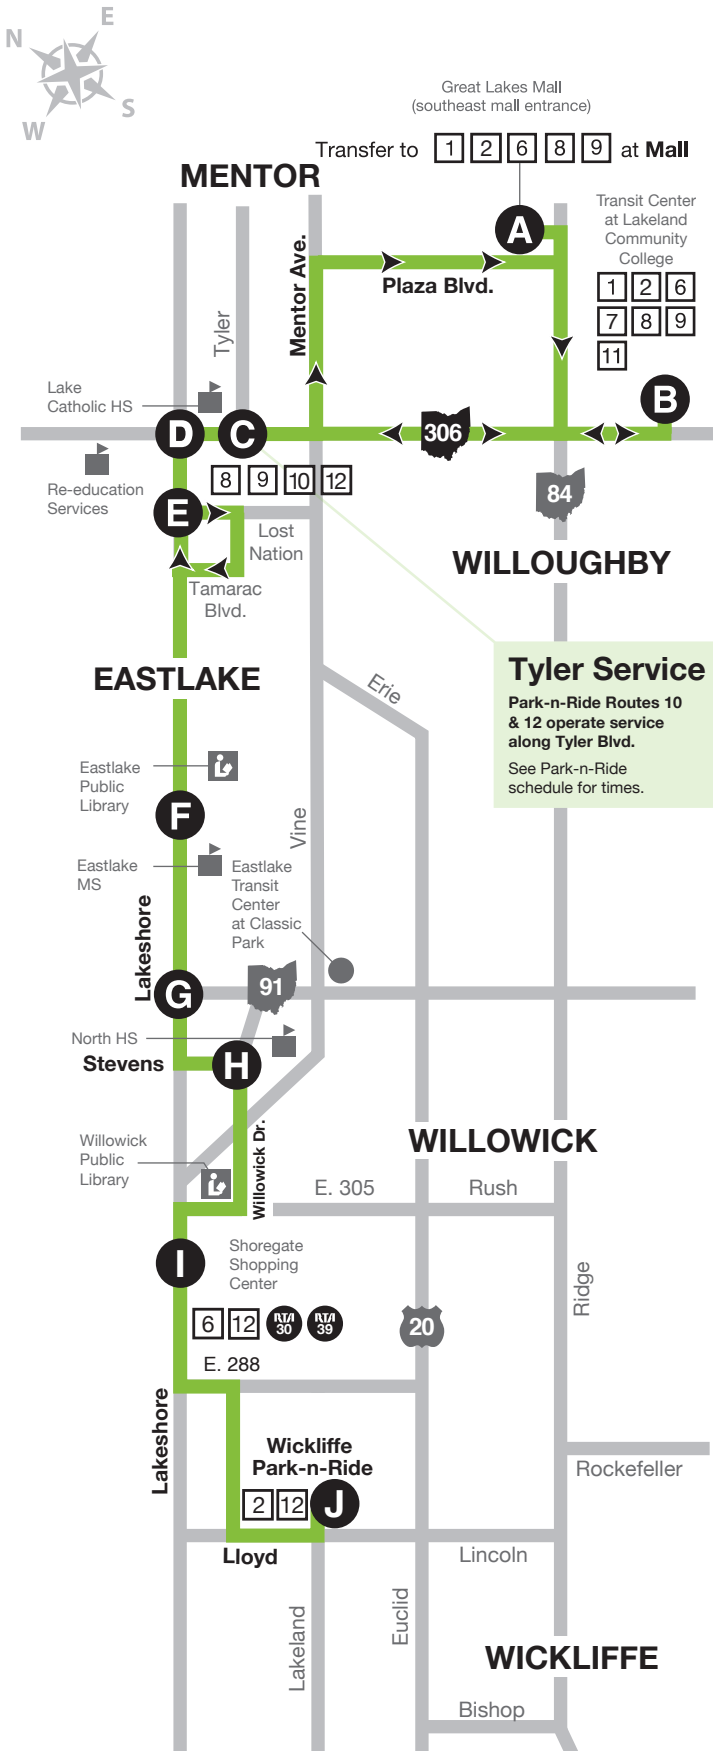 N
E
S
W
Great Lakes Mall
(southeast mall entrance)
Transfer to 1 2 6 8 9 at Mall
MENTOR
A
Transit Center
at Lakeland
Community
College
1 2 6
7 8 9
11
Mentor Ave.
Plaza Blvd.
Tyler
Lake
Catholic HS
B
D
C
306
8 9 10 12
Re-education
Services
84
E
Lost
Nation
WILLOUGHBY
Tamarac
Blvd.
EASTLAKE
Erie
Tyler Service
Park-n-Ride Routes 10
& 12 operate service
along Tyler Blvd.
See Park-n-Ride
schedule for times.
Eastlake
Public
Library
F
Vine
Eastlake
MS
Eastlake
Transit
Center
at Classic
Park
Lakeshore
G
91
North HS
Stevens
H
Willowick
Public
Library
Willowick Dr.
WILLOWICK
E. 305
Rush
I
Shoregate
Shopping
Center
Ridge
6 12 RTA 30 RTA 39
20
E. 288
Lakeshore
Wickliffe
Park-n-Ride
2 12 J
Rockefeller
Lloyd
Lincoln
Lakeland
Euclid
WICKLIFFE
Bishop